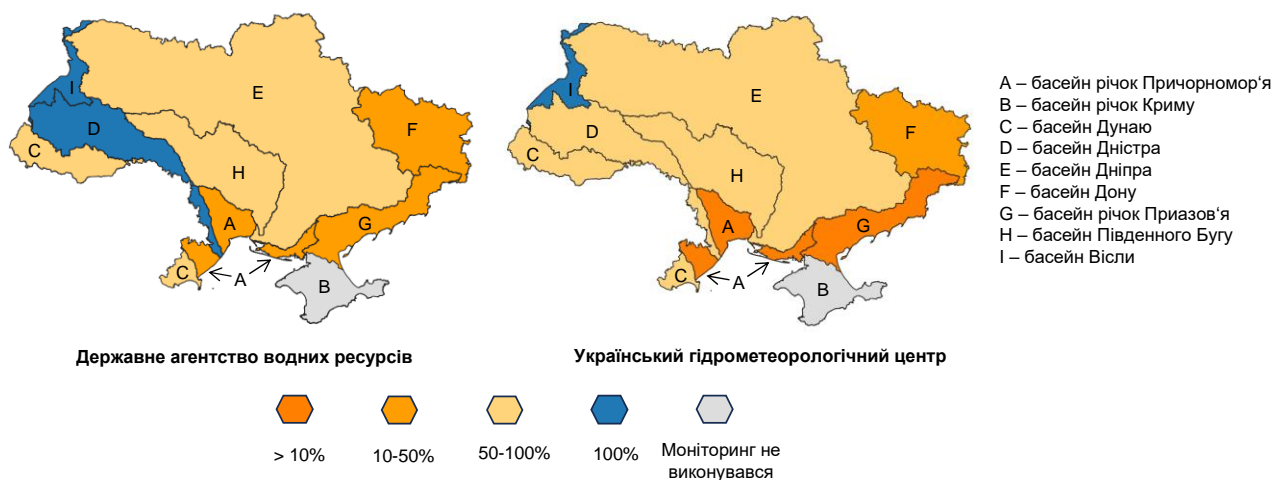 I
D
C
E
H
F
A
G
C
A
B
I
D
C
E
H
F
A
G
C
A
B
A – басейн річок Причорномор‘я
B – басейн річок Криму
C – басейн Дунаю
D – басейн Дністра
E – басейн Дніпра
F – басейн Дону
G – басейн річок Приазов‘я
H – басейн Південного Бугу
I – басейн Вісли
Державне агентство водних ресурсів
Український гідрометеорологічний центр
> 10%
10-50%
50-100%
100%
Моніторинг не
виконувався